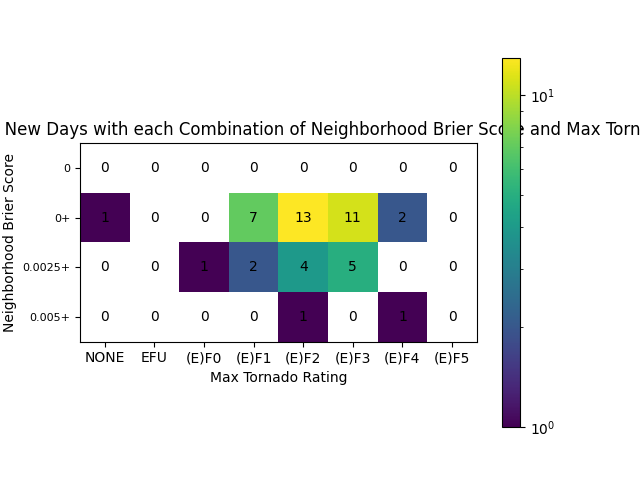 New Days with each Combination of Neighborhood Brier Score and Max Torn
Neighborhood Brier Score
0 0 0 0 0 0 0 0 0
0+ 1 0 0 7 13 11 2 0
0.0025+ 0 0 1 2 4 5 0 0
0.005+ 0 0 0 0 1 0 1 0
NONE EFU (E)F0 (E)F1 (E)F2 (E)F3 (E)F4 (E)F5
Max Tornado Rating
10¹
10⁰